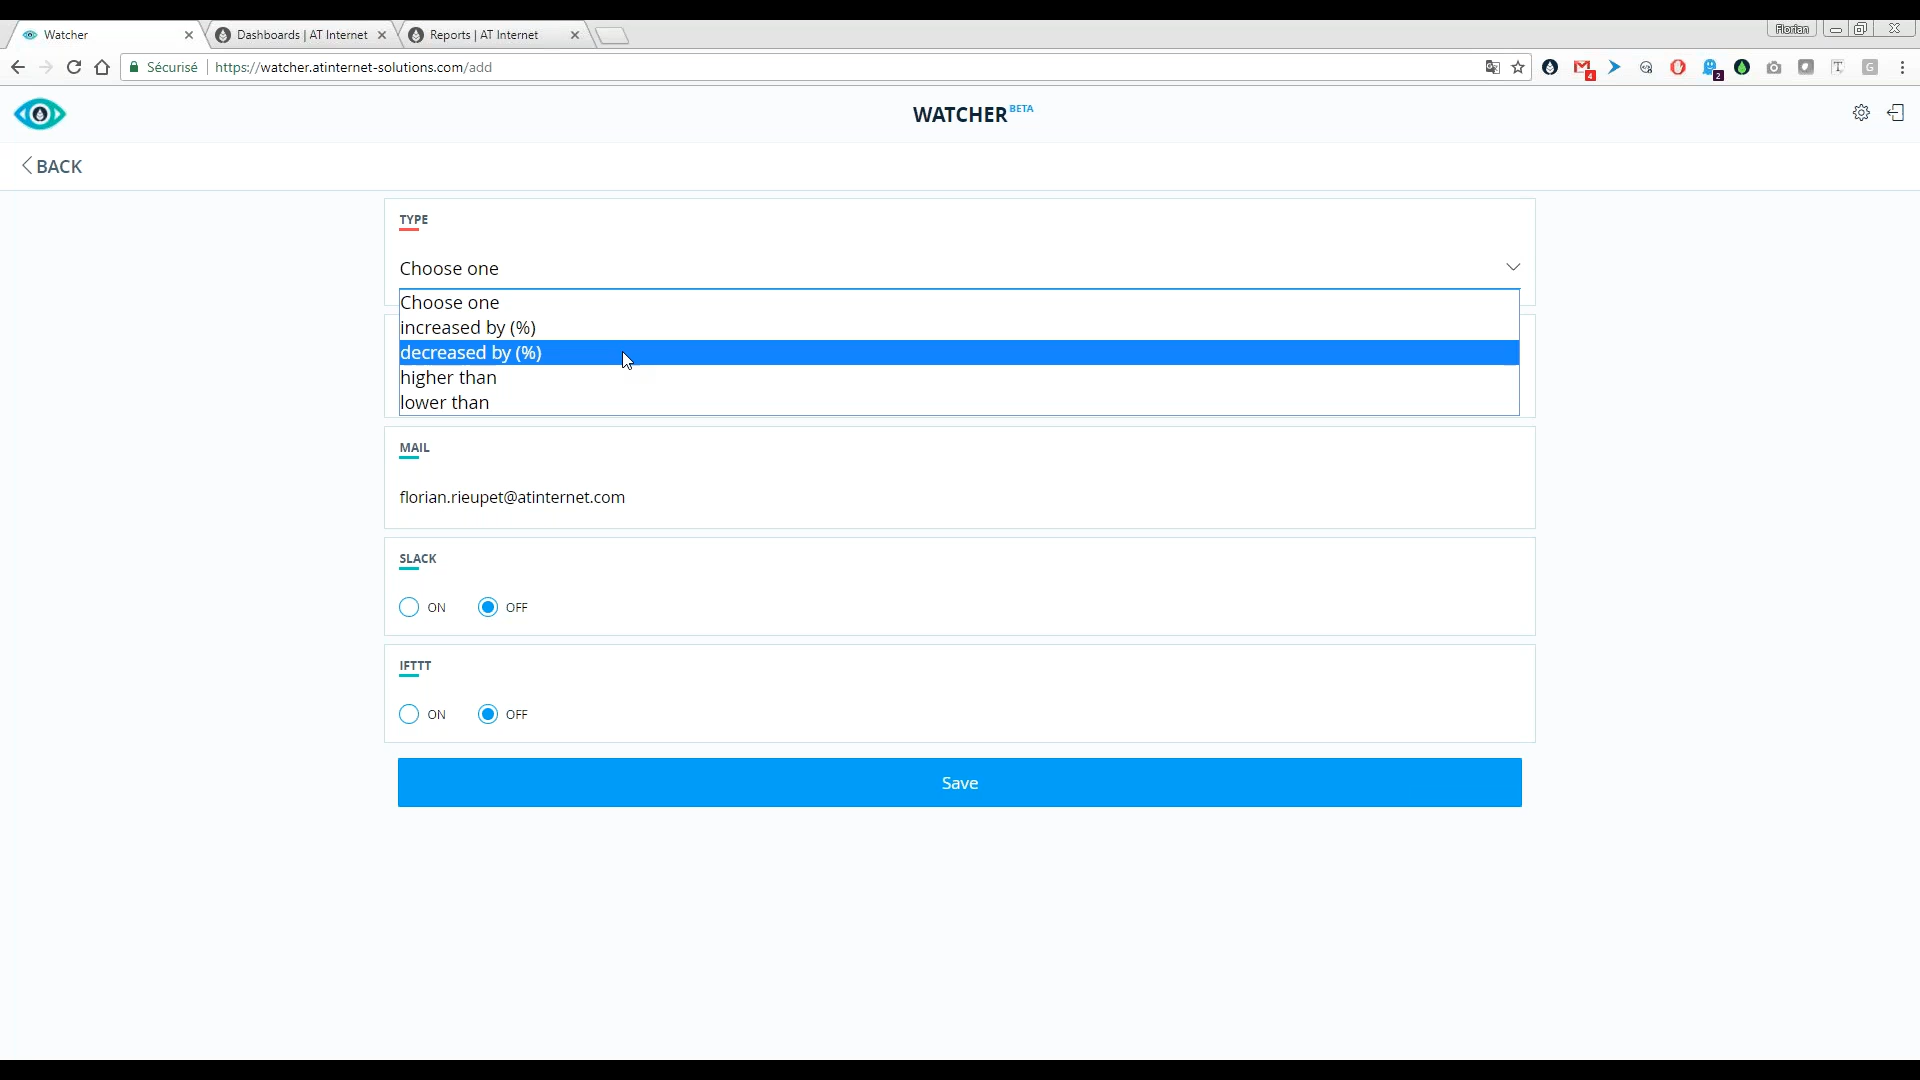 Watcher
Dashboards | AT Internet
Reports | AT Internet
Florian
Sécurisé
https://watcher.atinternet-solutions.com/add
4
2
T
G
WATCHER BETA
BACK
TYPE
Choose one
Choose one
increased by (%)
decreased by (%)
higher than
lower than
MAIL
florian.rieupet@atinternet.com
SLACK
ON
OFF
IFTTT
ON
OFF
Save